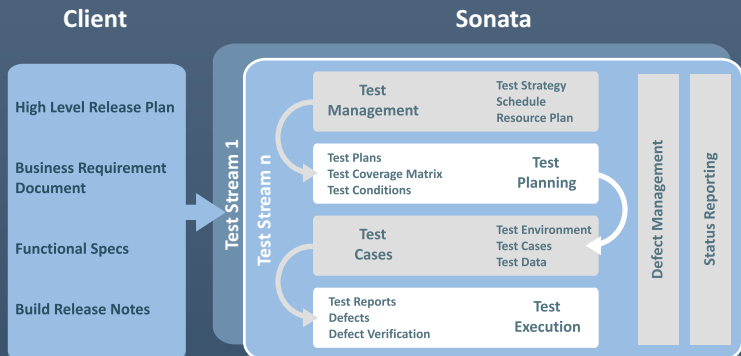 Client
Sonata
High Level Release Plan
Business Requirement
Document
Functional Specs
Build Release Notes
Test Stream 1
Test Stream n
Test
Management
Test Strategy
Schedule
Resource Plan
Test Plans
Test Coverage Matrix
Test Conditions
Test
Planning
Test
Cases
Test Environment
Test Cases
Test Data
Test Reports
Defects
Defect Verification
Test
Execution
Defect Management
Status Reporting